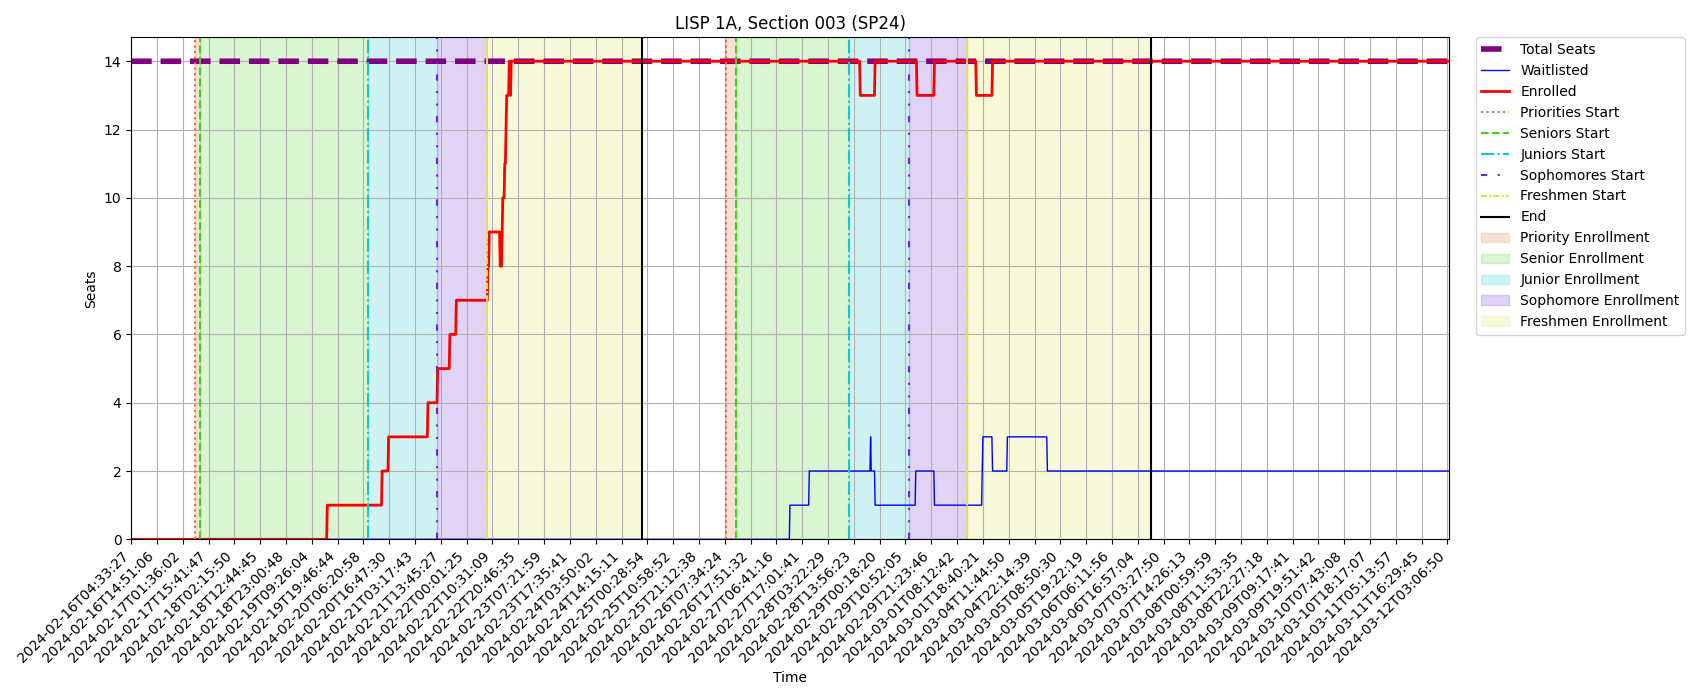 LISP 1A, Section 003 (SP24)
Seats
14
12
10
8
6
4
2
0
2024-02-16T04:33:27
2024-02-16T14:51:06
2024-02-17T01:36:02
2024-02-17T15:41:47
2024-02-18T02:15:50
2024-02-18T12:44:45
2024-02-18T23:00:48
2024-02-19T09:26:04
2024-02-19T19:46:44
2024-02-20T06:20:58
2024-02-20T16:47:30
2024-02-21T03:17:43
2024-02-21T13:45:27
2024-02-22T00:01:25
2024-02-22T10:31:09
2024-02-22T20:46:35
2024-02-23T07:21:59
2024-02-23T17:35:41
2024-02-24T03:50:02
2024-02-24T14:15:11
2024-02-25T00:28:54
2024-02-25T10:58:52
2024-02-25T21:12:38
2024-02-26T07:34:24
2024-02-26T17:51:32
2024-02-27T06:41:16
2024-02-27T17:01:41
2024-02-28T03:22:29
2024-02-28T13:56:23
2024-02-29T00:18:20
2024-02-29T10:52:05
2024-02-29T21:23:46
2024-03-01T08:12:42
2024-03-01T18:40:21
2024-03-04T11:44:50
2024-03-04T22:14:39
2024-03-05T08:50:30
2024-03-05T19:22:19
2024-03-06T06:11:56
2024-03-06T16:57:04
2024-03-07T03:27:50
2024-03-07T14:26:13
2024-03-08T00:59:59
2024-03-08T11:53:35
2024-03-08T22:27:18
2024-03-09T09:17:41
2024-03-09T19:51:42
2024-03-10T07:43:08
2024-03-10T18:17:07
2024-03-11T05:13:57
2024-03-11T16:29:45
2024-03-12T03:06:50
Time
Total Seats
Waitlisted
Enrolled
Priorities Start
Seniors Start
Juniors Start
Sophomores Start
Freshmen Start
End
Priority Enrollment
Senior Enrollment
Junior Enrollment
Sophomore Enrollment
Freshmen Enrollment